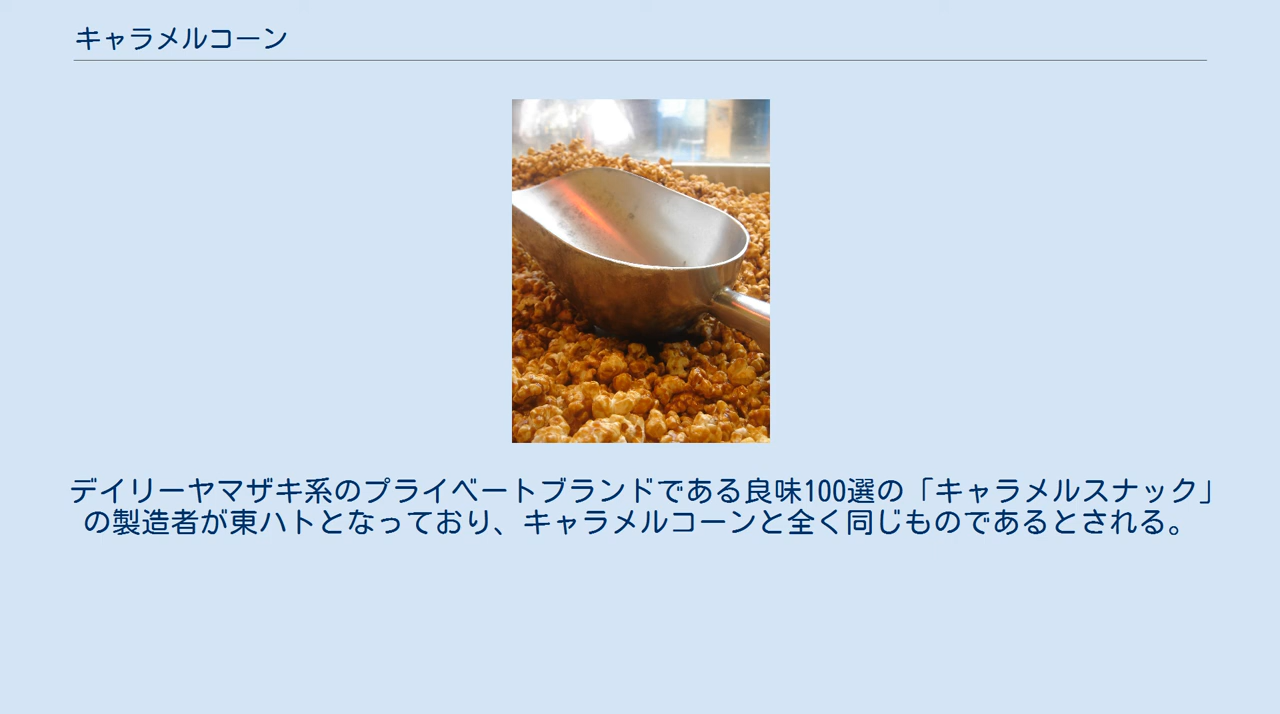 キャラメルコーン
デイリーヤマザキ系のプライベートブランドである良味100選の「キャラメルスナック」
の製造者が東ハトとなっており、キャラメルコーンと全く同じものであるとされる。